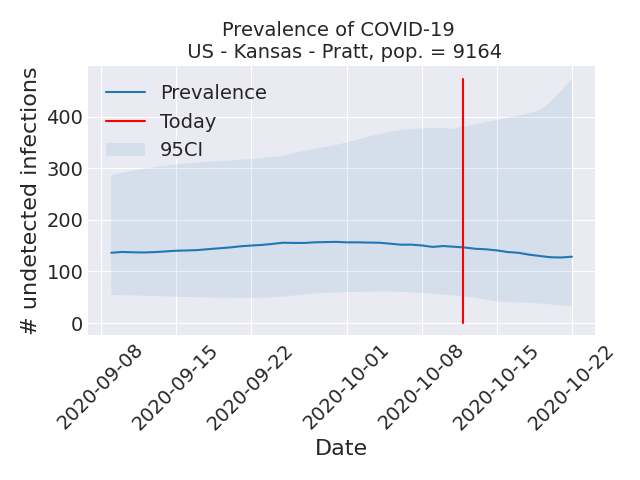 Prevalence of COVID-19
US - Kansas - Pratt, pop. = 9164
Prevalence
Today
95CI
# undetected infections
400
300
200
100
0
2020-09-08
2020-09-15
2020-09-22
2020-10-01
2020-10-08
2020-10-15
2020-10-22
Date